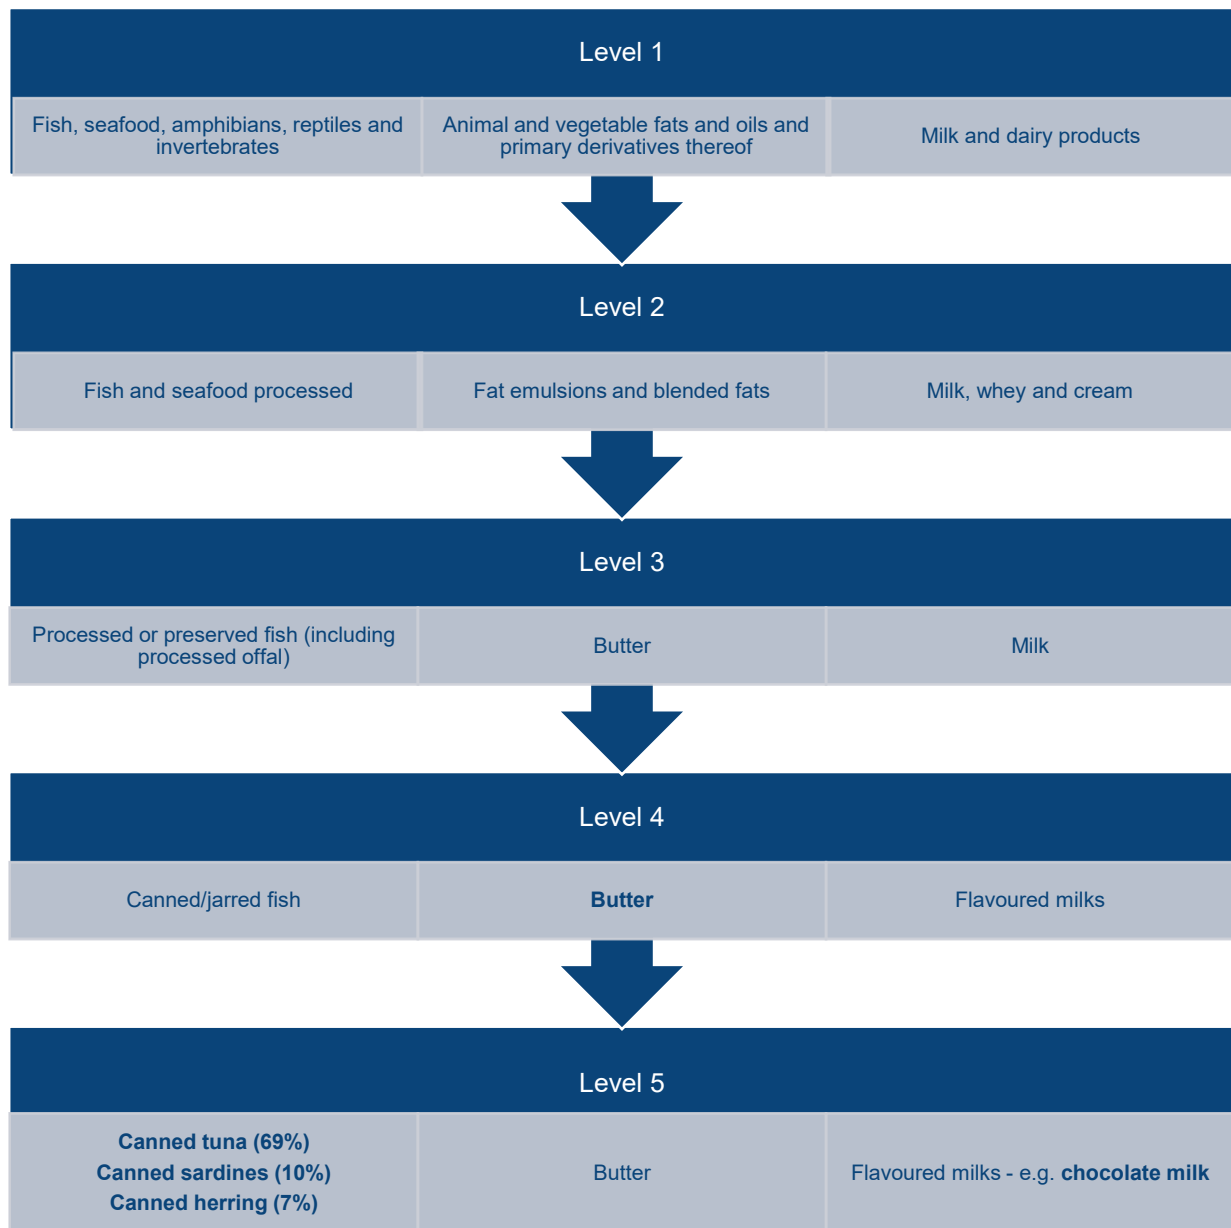 Level 1
Fish, seafood, amphibians, reptiles and
invertebrates
Animal and vegetable fats and oils and
primary derivatives thereof
Milk and dairy products
Level 2
Fish and seafood processed
Fat emulsions and blended fats
Milk, whey and cream
Level 3
Processed or preserved fish (including
processed offal)
Butter
Milk
Level 4
Canned/jarred fish
Butter
Flavoured milks
Level 5
Canned tuna (69%)
Canned sardines (10%)
Canned herring (7%)
Butter
Flavoured milks - e.g. chocolate milk